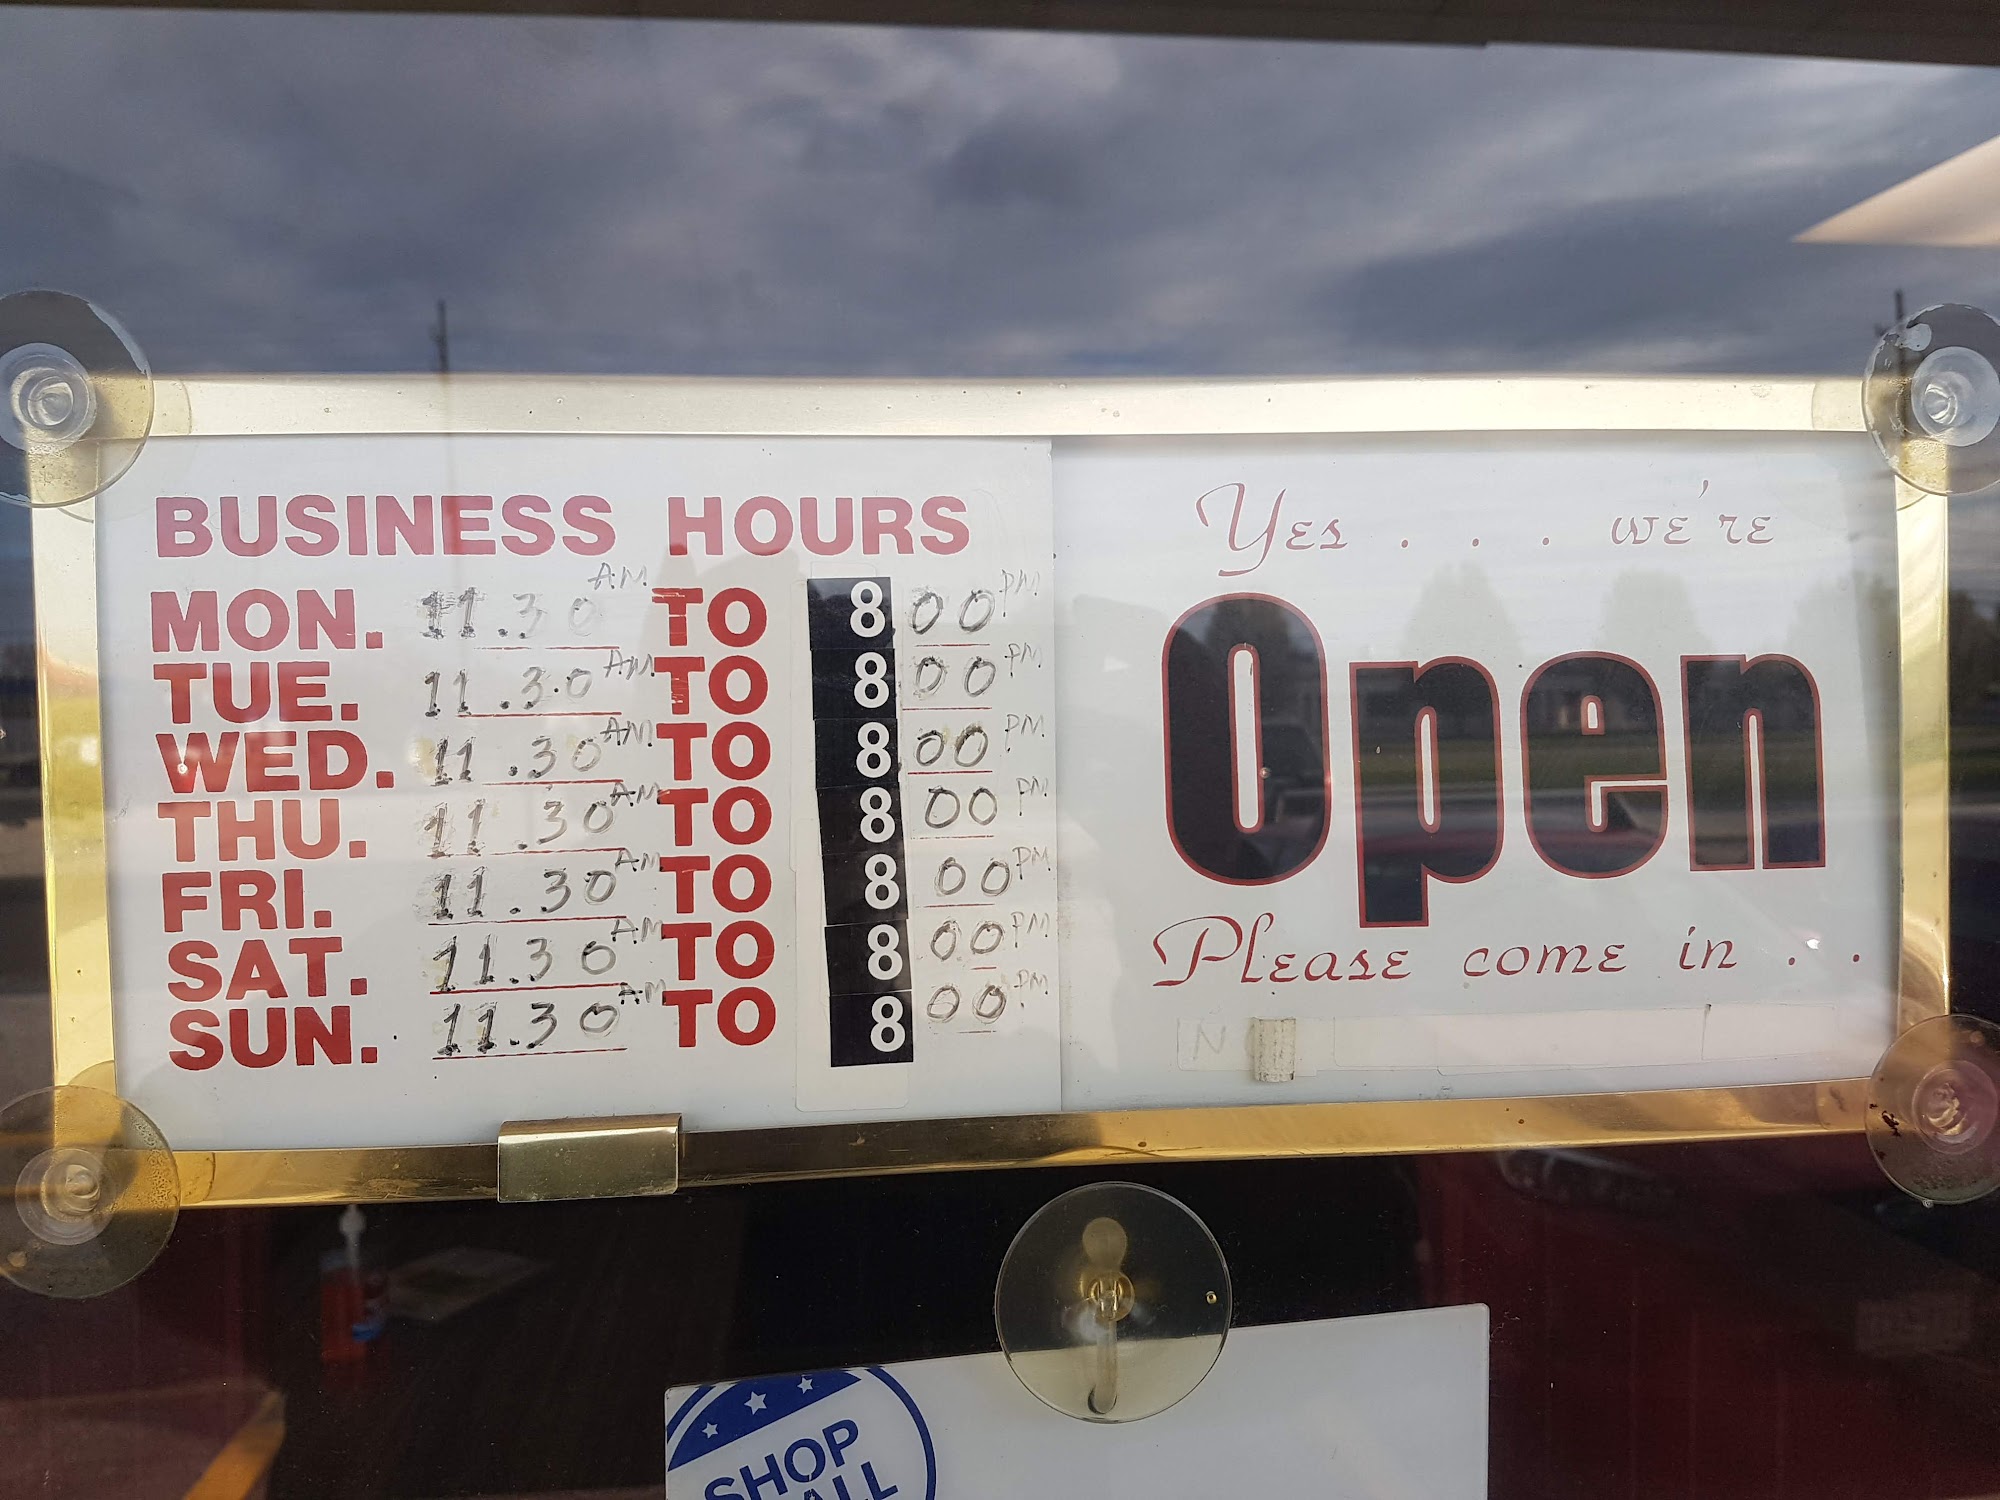 BUSINESS HOURS
MON. 11.30 AM TO 8 00 PM
TUE. 11.30 AM TO 8 00 PM
WED. 11.30 AM TO 8 00 PM
THU. 11.30 AM TO 8 00 PM
FRI. 11.30 AM TO 8 00 PM
SAT. 11.30 AM TO 8 00 PM
SUN. 11.30 AM TO 8 00 PM
Yes . . . we're
Open
Please come in . .
SHOP